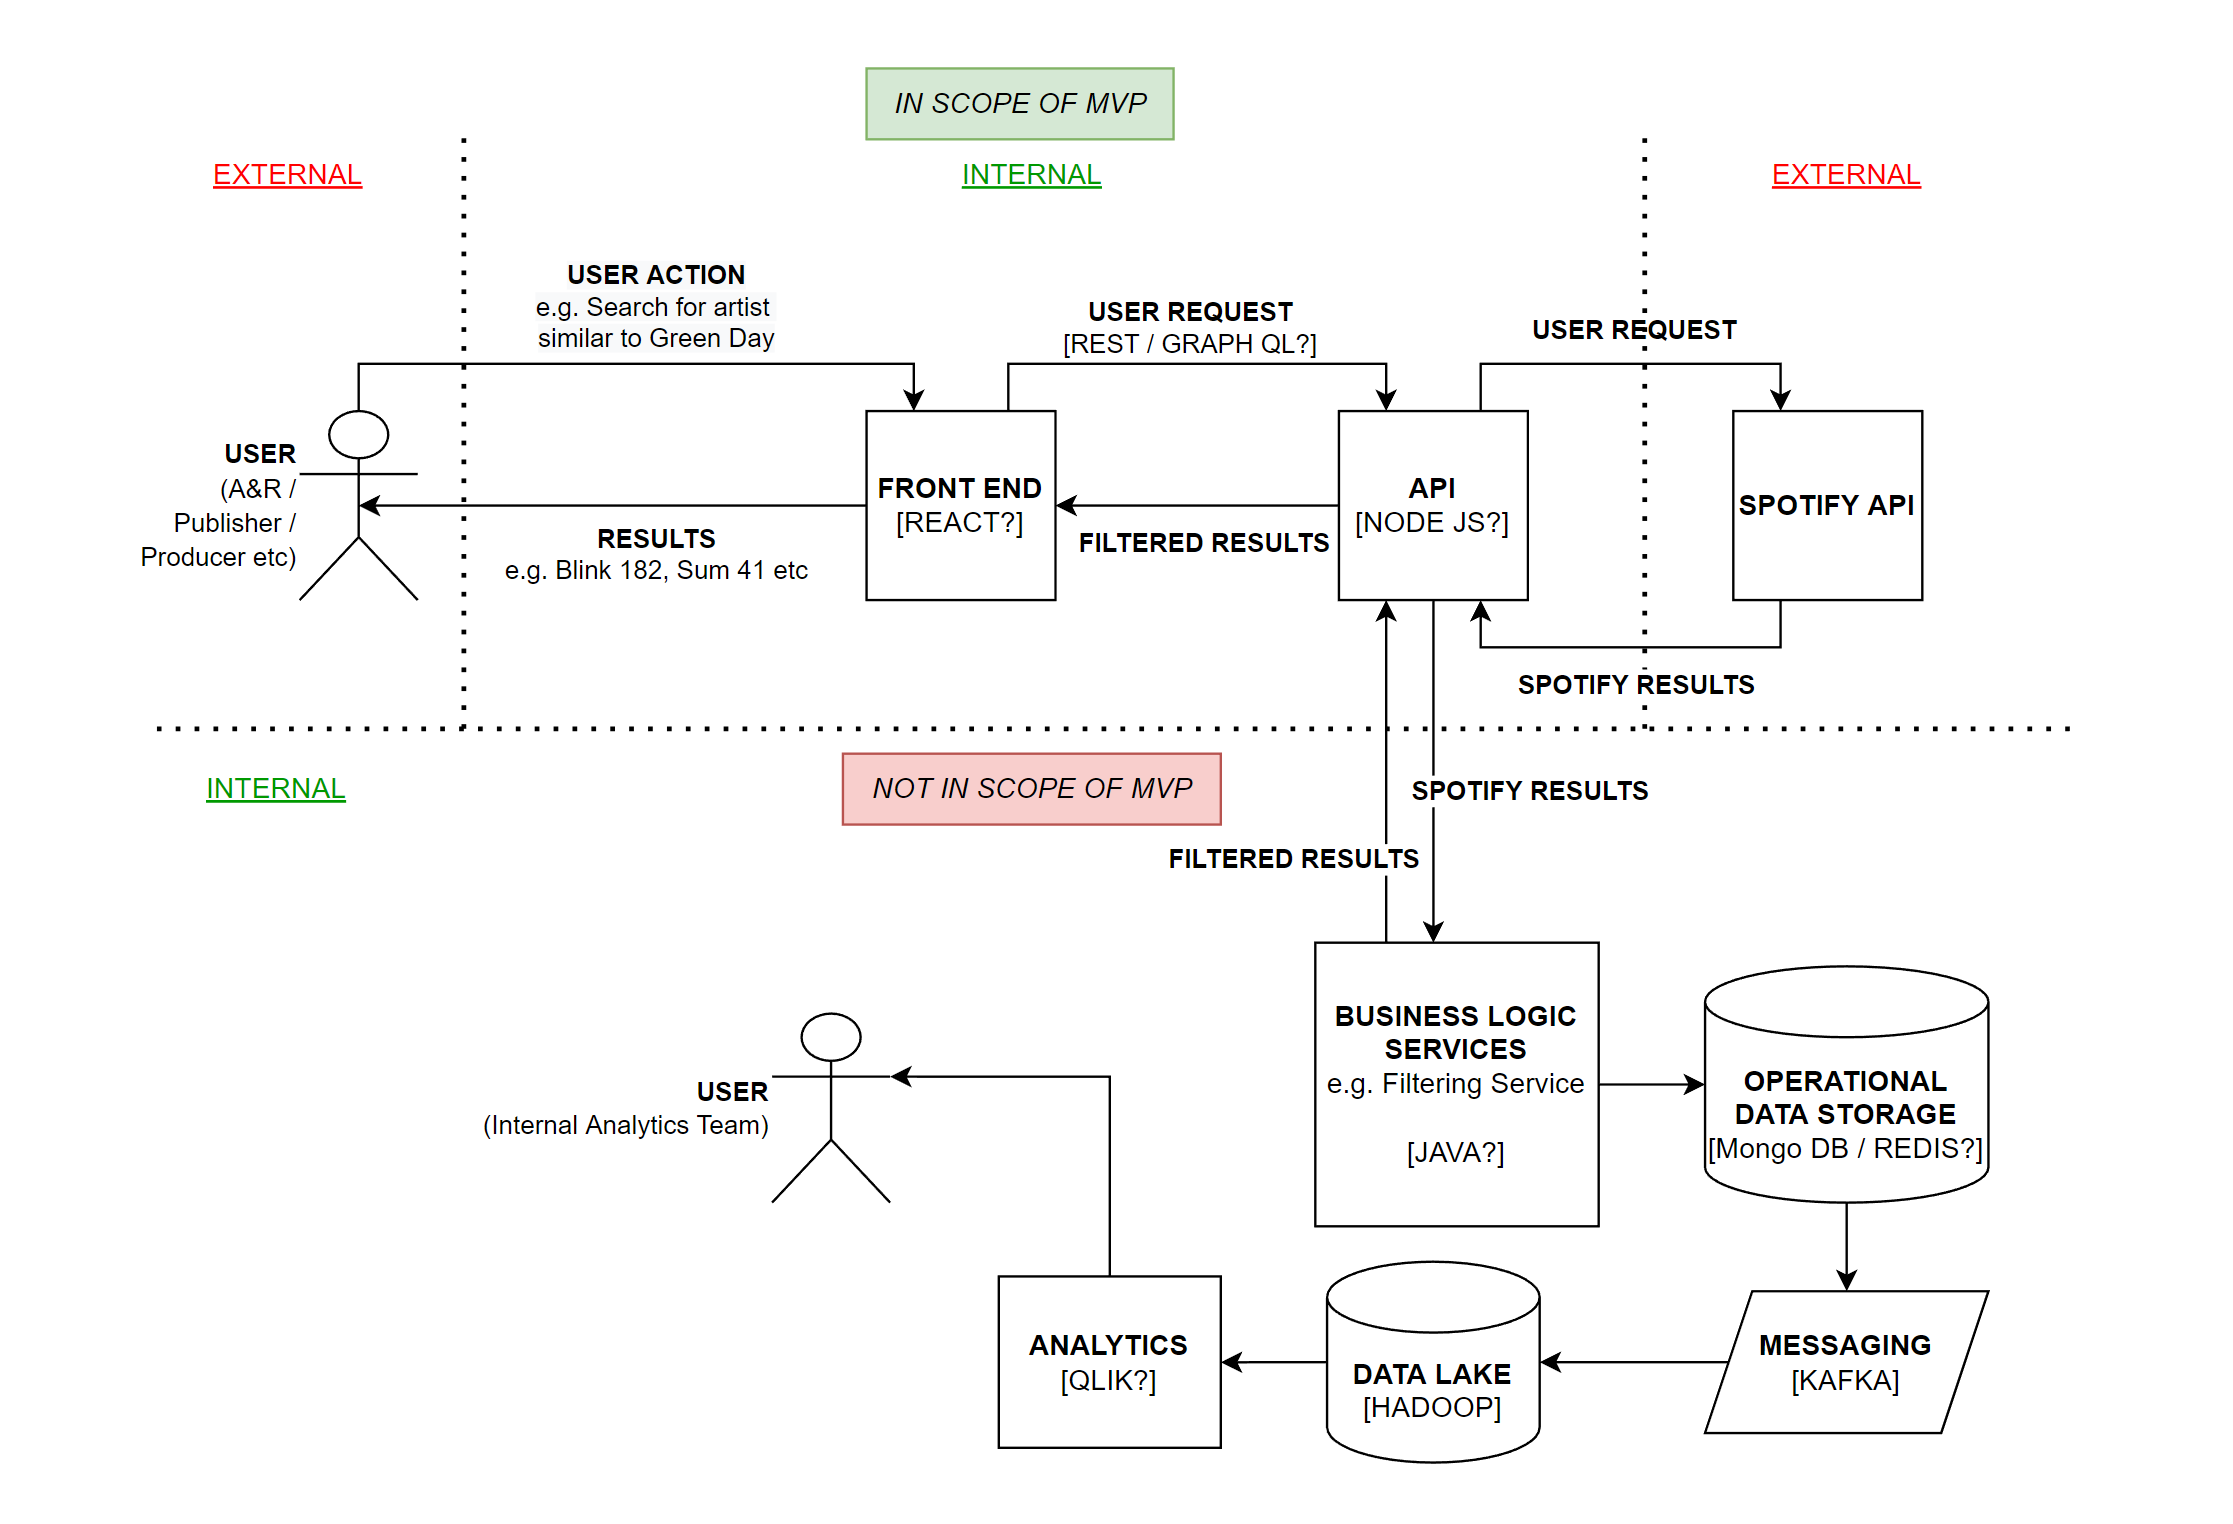 IN SCOPE OF MVP
EXTERNAL
INTERNAL
EXTERNAL
USER ACTION
e.g. Search for artist
similar to Green Day
USER REQUEST
[REST / GRAPH QL?]
USER REQUEST
USER
(A&R /
Publisher /
Producer etc)
FRONT END
[REACT?]
API
[NODE JS?]
SPOTIFY API
RESULTS
e.g. Blink 182, Sum 41 etc
FILTERED RESULTS
SPOTIFY RESULTS
INTERNAL
NOT IN SCOPE OF MVP
SPOTIFY RESULTS
FILTERED RESULTS
BUSINESS LOGIC
SERVICES
e.g. Filtering Service
[JAVA?]
OPERATIONAL
DATA STORAGE
[Mongo DB / REDIS?]
USER
(Internal Analytics Team)
ANALYTICS
[QLIK?]
DATA LAKE
[HADOOP]
MESSAGING
[KAFKA]